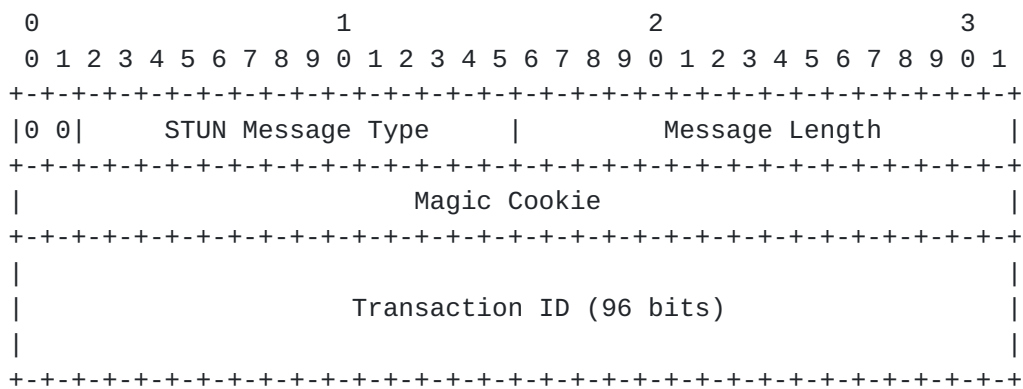 0                   1                   2                   3
 0 1 2 3 4 5 6 7 8 9 0 1 2 3 4 5 6 7 8 9 0 1 2 3 4 5 6 7 8 9 0 1
+-+-+-+-+-+-+-+-+-+-+-+-+-+-+-+-+-+-+-+-+-+-+-+-+-+-+-+-+-+-+-+-+
|0 0|     STUN Message Type     |         Message Length        |
+-+-+-+-+-+-+-+-+-+-+-+-+-+-+-+-+-+-+-+-+-+-+-+-+-+-+-+-+-+-+-+-+
|                         Magic Cookie                          |
+-+-+-+-+-+-+-+-+-+-+-+-+-+-+-+-+-+-+-+-+-+-+-+-+-+-+-+-+-+-+-+-+
|                                                               |
|                     Transaction ID (96 bits)                  |
|                                                               |
+-+-+-+-+-+-+-+-+-+-+-+-+-+-+-+-+-+-+-+-+-+-+-+-+-+-+-+-+-+-+-+-+